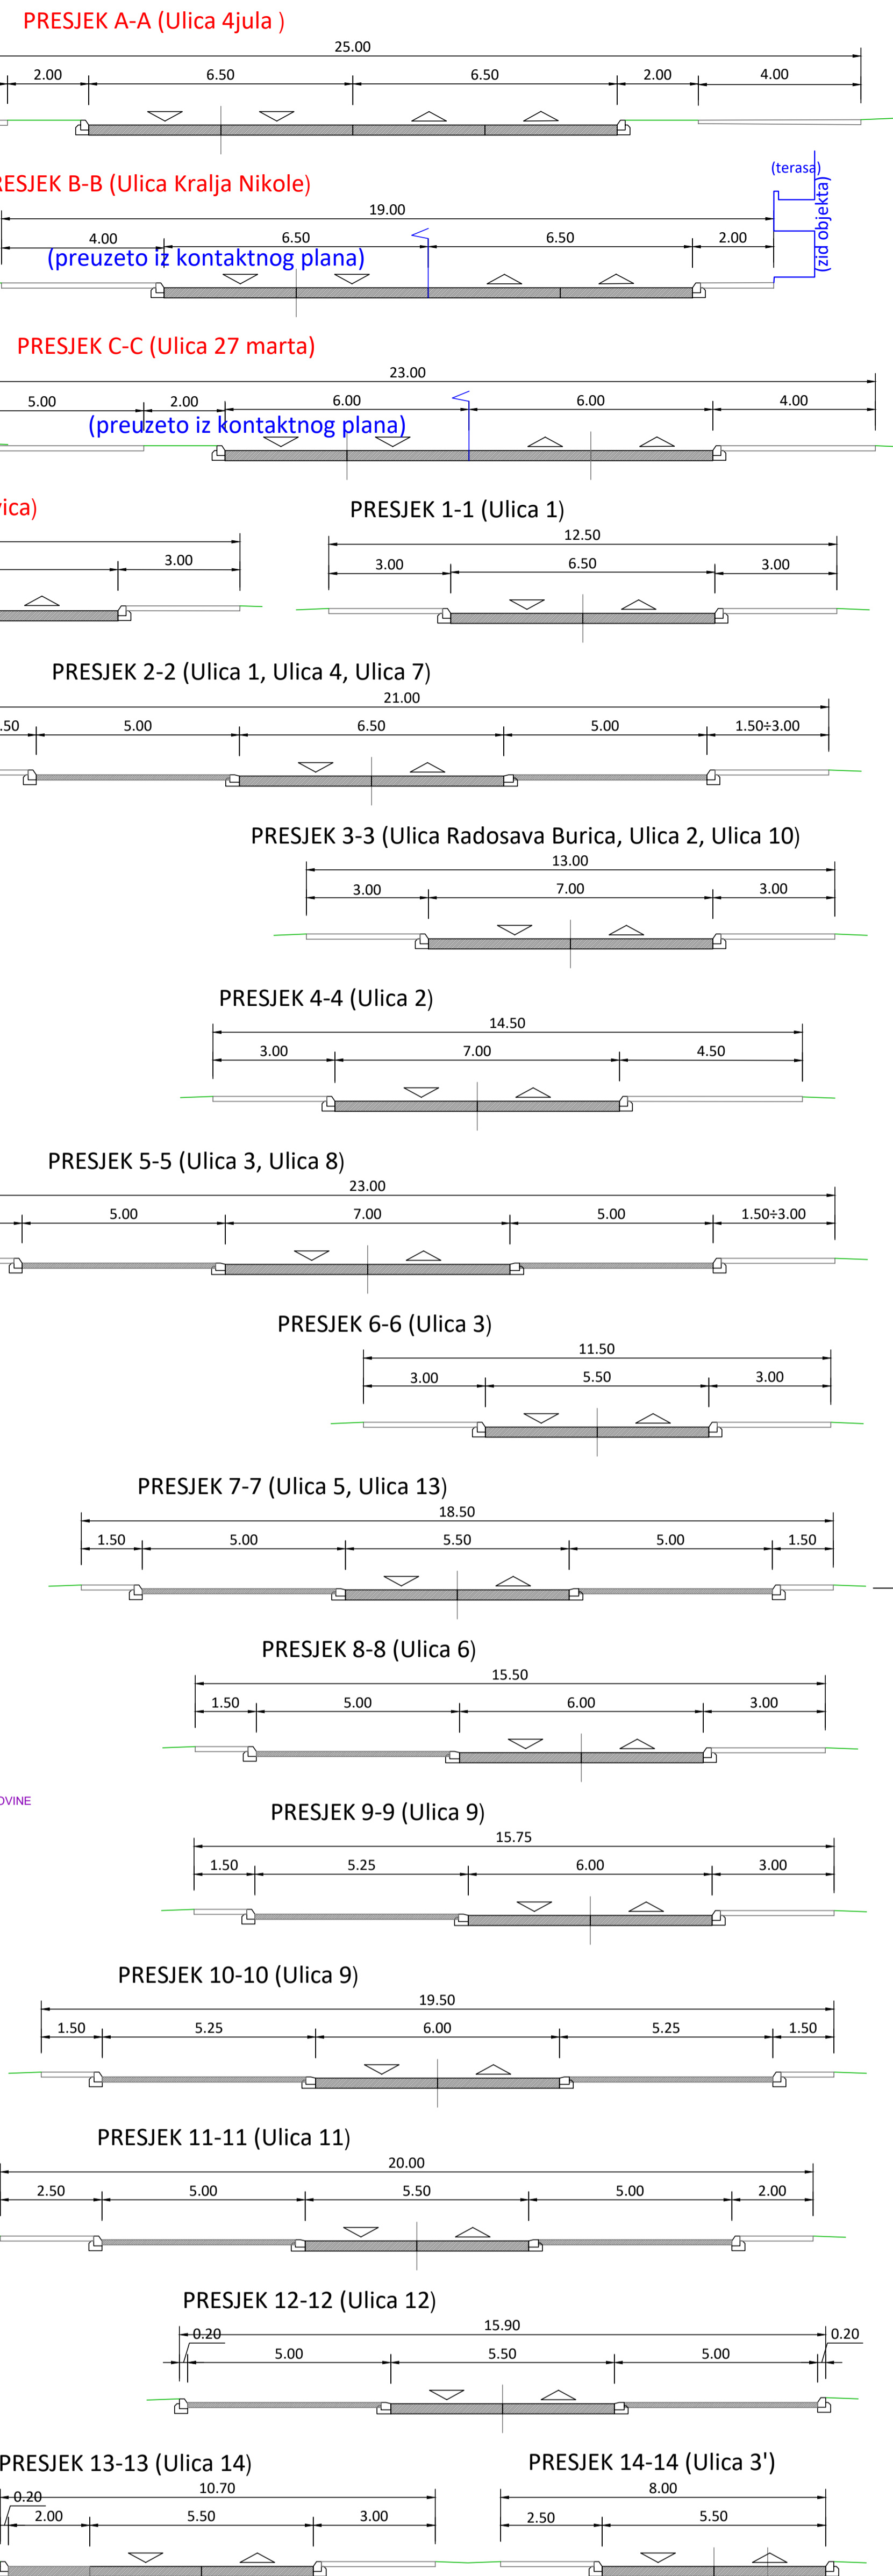 PRESJEK A-A (Ulica 4jula )
25.00
2.00 6.50 6.50 2.00 4.00
PRESJEK B-B (Ulica Kralja Nikole)
(terasa)
(zid objekta)
19.00
4.00 6.50 6.50 2.00
(preuzeto iz kontaktnog plana)
PRESJEK C-C (Ulica 27 marta)
23.00
5.00 2.00 6.00 6.00 4.00
(preuzeto iz kontaktnog plana)
3.00
PRESJEK 1-1 (Ulica 1)
12.50
3.00 6.50 3.00
PRESJEK 2-2 (Ulica 1, Ulica 4, Ulica 7)
21.00
.50 5.00 6.50 5.00 1.50÷3.00
PRESJEK 3-3 (Ulica Radosava Burica, Ulica 2, Ulica 10)
13.00
3.00 7.00 3.00
PRESJEK 4-4 (Ulica 2)
14.50
3.00 7.00 4.50
PRESJEK 5-5 (Ulica 3, Ulica 8)
23.00
5.00 7.00 5.00 1.50÷3.00
PRESJEK 6-6 (Ulica 3)
11.50
3.00 5.50 3.00
PRESJEK 7-7 (Ulica 5, Ulica 13)
18.50
1.50 5.00 5.50 5.00 1.50
PRESJEK 8-8 (Ulica 6)
15.50
1.50 5.00 6.00 3.00
OVINE
PRESJEK 9-9 (Ulica 9)
15.75
1.50 5.25 6.00 3.00
PRESJEK 10-10 (Ulica 9)
19.50
1.50 5.25 6.00 5.25 1.50
PRESJEK 11-11 (Ulica 11)
20.00
2.50 5.00 5.50 5.00 2.00
PRESJEK 12-12 (Ulica 12)
15.90
0.20 5.00 5.50 5.00 0.20
PRESJEK 13-13 (Ulica 14)
10.70
0.20 2.00 5.50 3.00
PRESJEK 14-14 (Ulica 3')
8.00
2.50 5.50